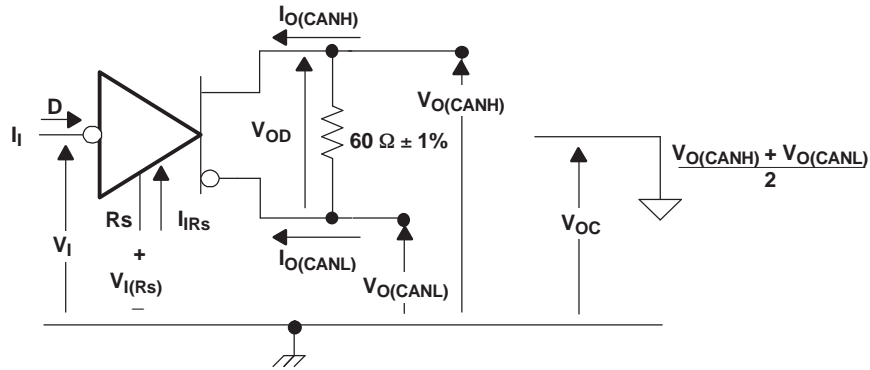 I_O(CANH)
D
I_I
V_OD
60 Ω ± 1%
V_O(CANH)
V_O(CANH) + V_O(CANL)
2
Rs
I_IRs
V_I
+
V_I(Rs)
_
I_O(CANL)
V_O(CANL)
V_OC